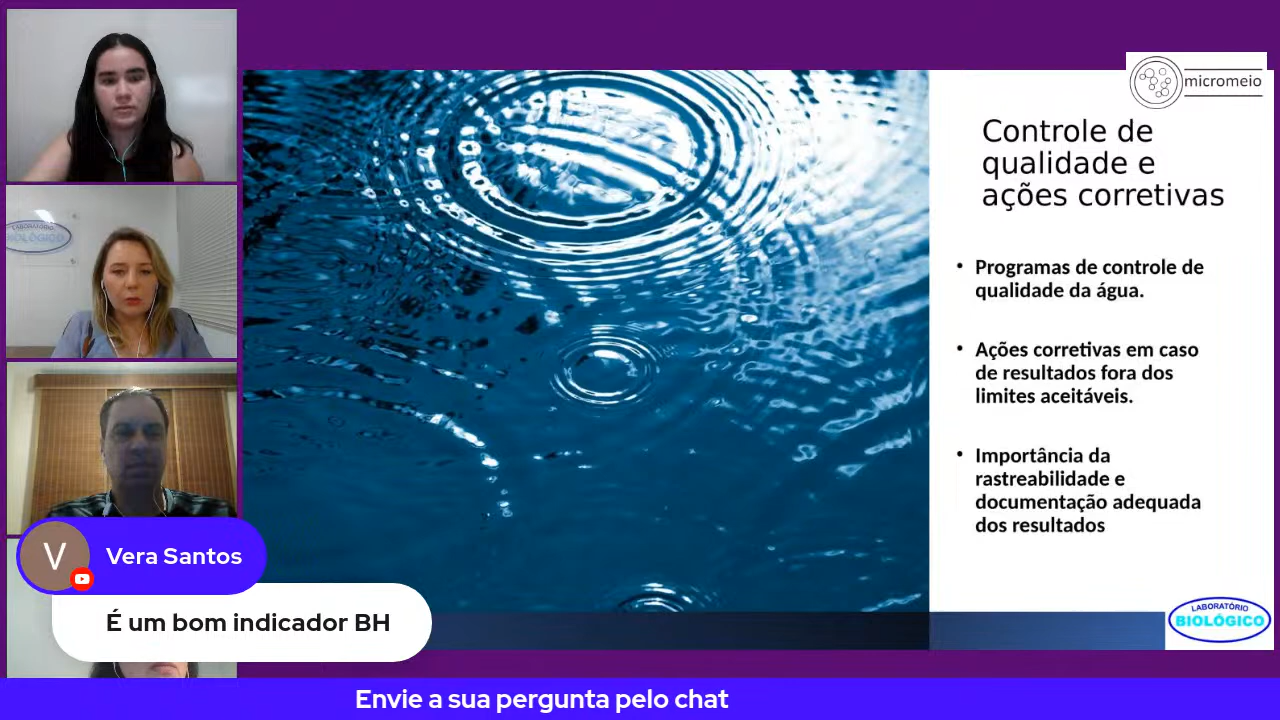 micromeio
Controle de
qualidade e
ações corretivas
• Programas de controle de
qualidade da água.
• Ações corretivas em caso
de resultados fora dos
limites aceitáveis.
• Importância da
rastreabilidade e
documentação adequada
dos resultados
LABORATÓRIO
BIOLÓGICO
LABORATÓRIO
BIOLÓGICO
V
Vera Santos
É um bom indicador BH
Envie a sua pergunta pelo chat